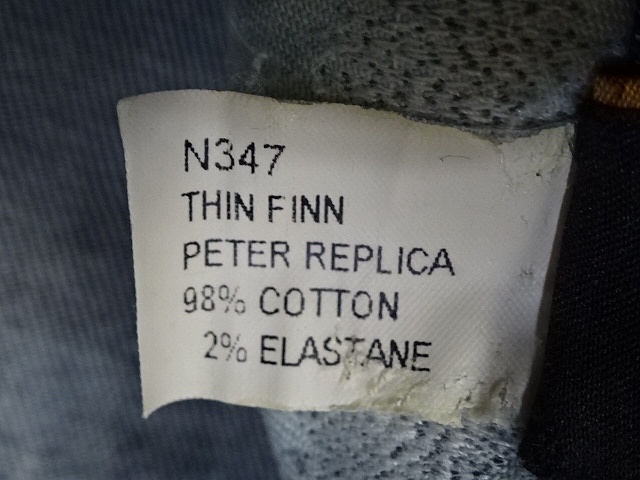 N347
THIN FINN
PETER REPLICA
98% COTTON
2% ELASTANE